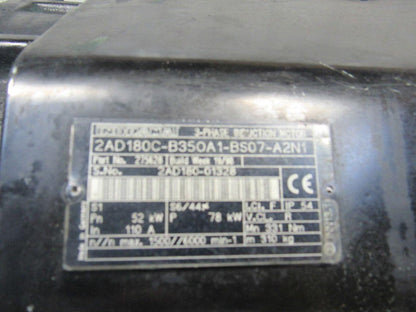 INDRAMAT 3-PHASE INDUCTION MOTOR
2AD180C-B350A1-BS07-A2N1
Part No. 275628 Build Week 16/98
S.No. 2AD180-01328
CE
S1 S6/44% I.CL. F IP 54
Pn 52 kW P 78 kW V.CL. R
In 110 A Mn 331 Nm
n/n max. 1500/6000 min-1 m 310 kg